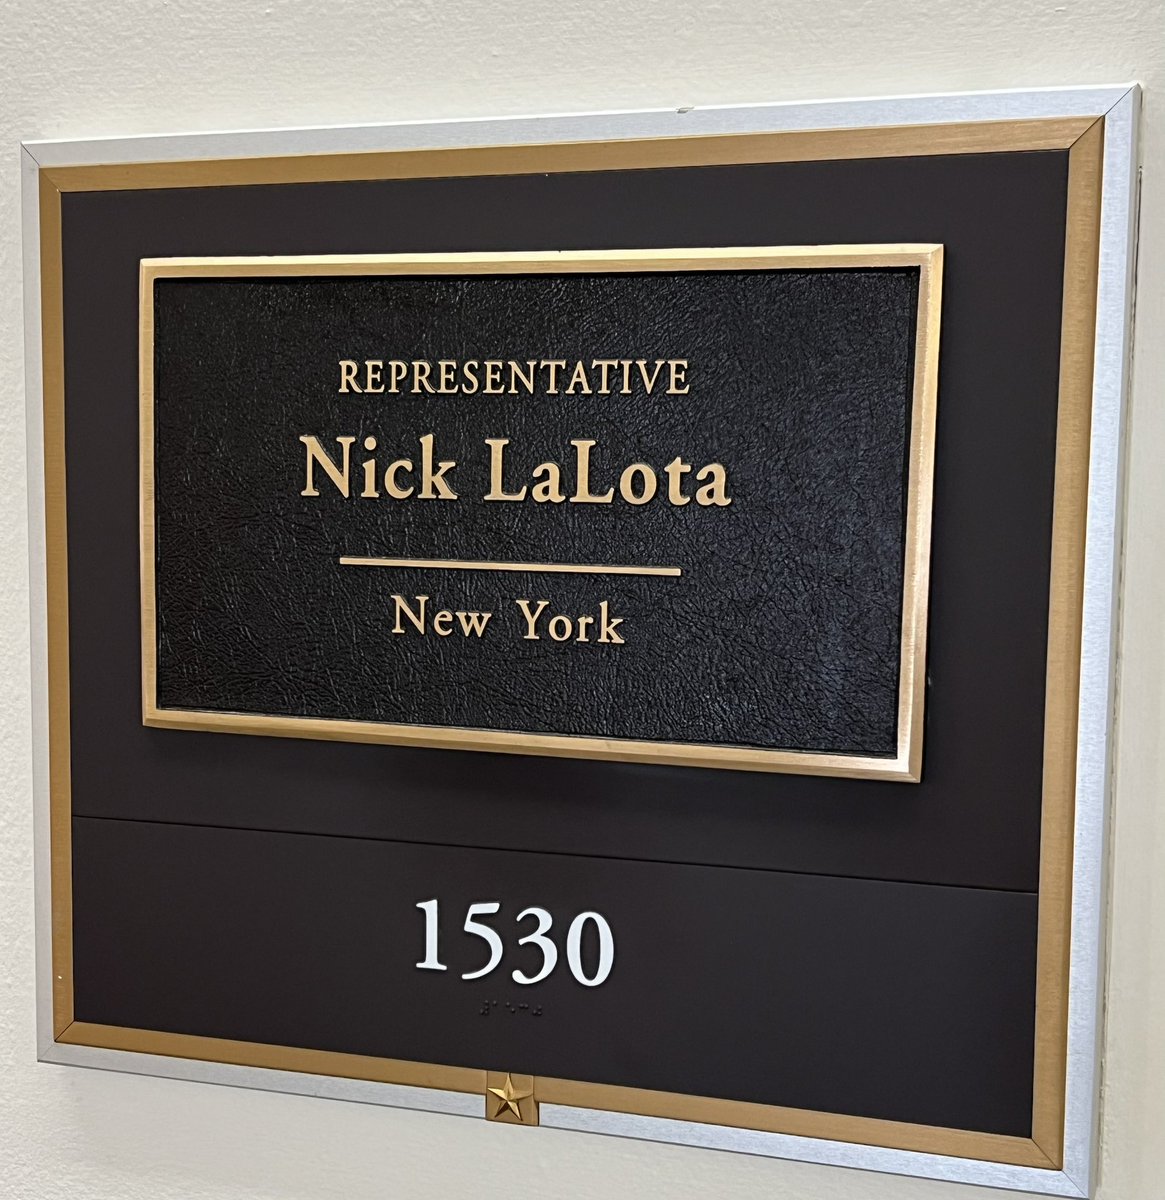 REPRESENTATIVE
Nick LaLota
New York
1530